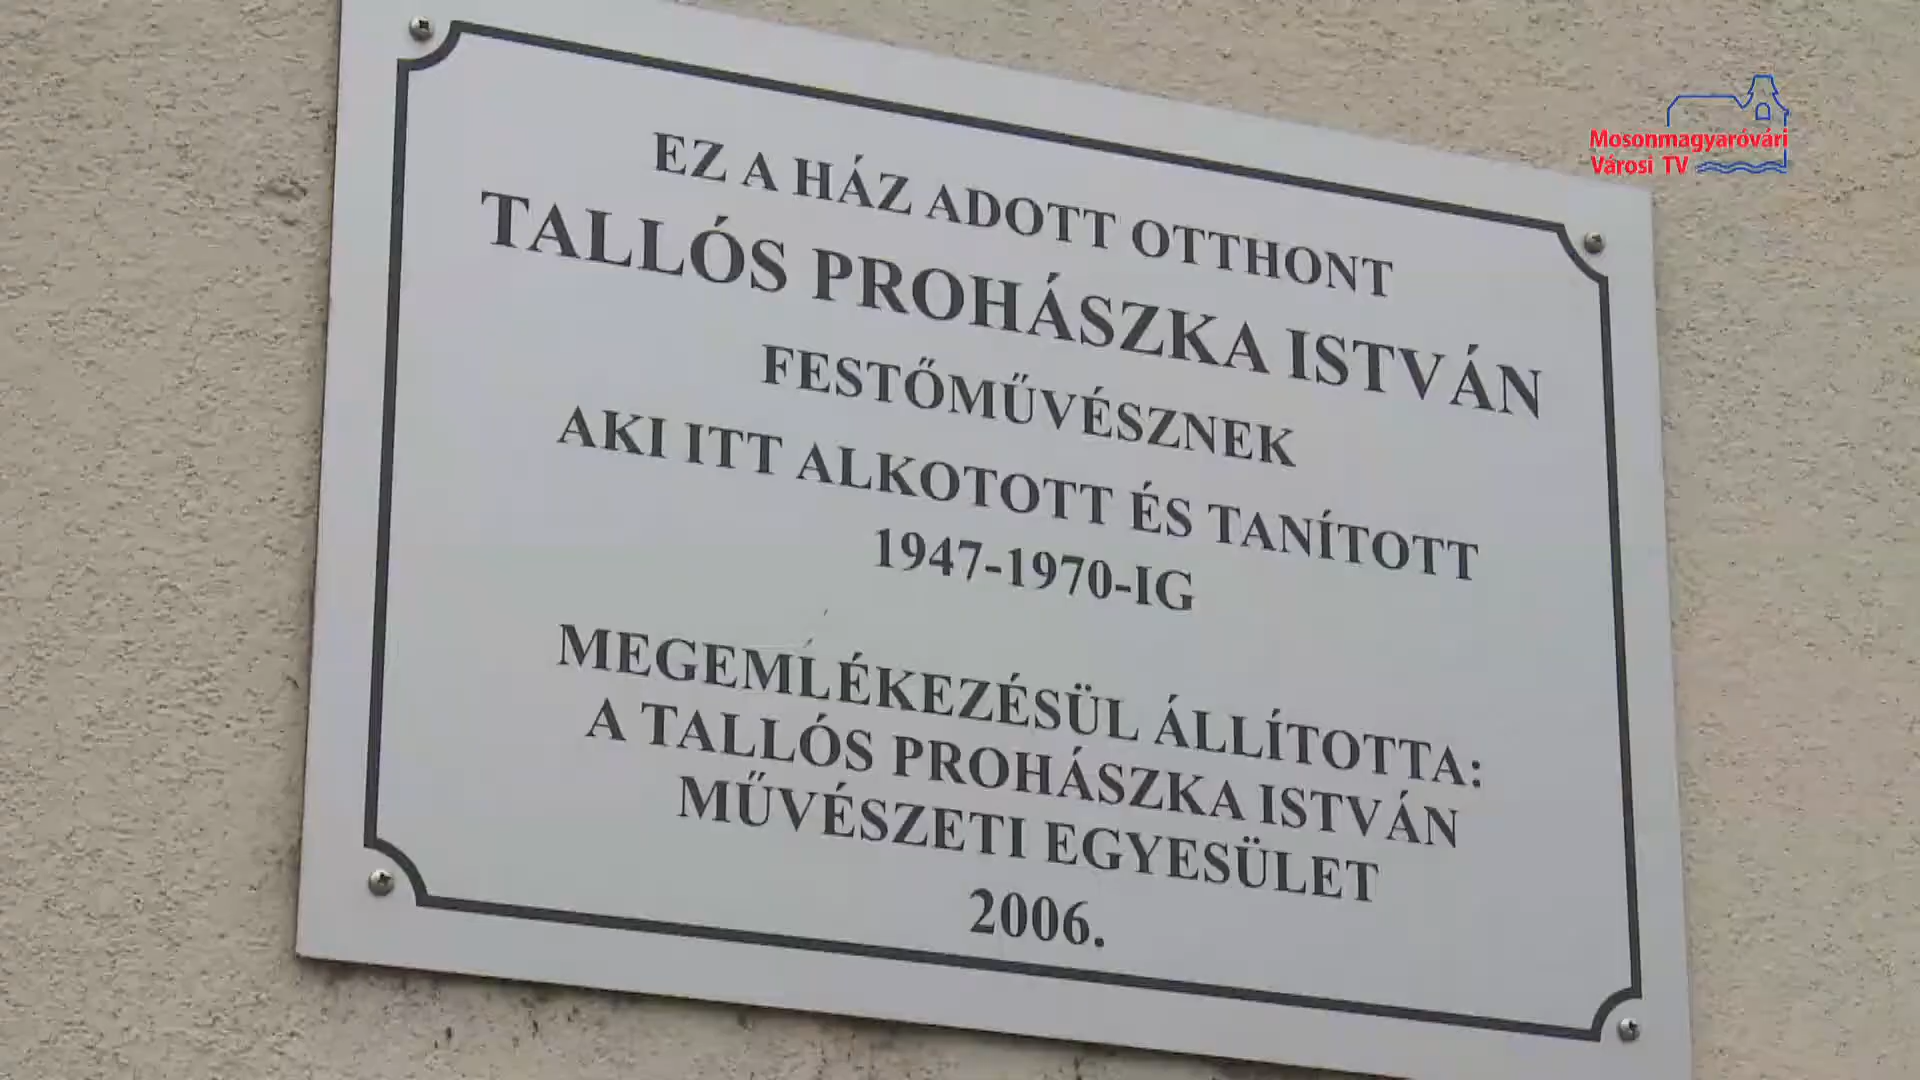 EZ A HÁZ ADOTT OTTHONT
TALLÓS PROHÁSZKA ISTVÁN
FESTŐMŰVÉSZNEK
AKI ITT ALKOTOTT ÉS TANÍTOTT
1947-1970-IG
MEGEMLÉKEZÉSÜL ÁLLÍTOTTA:
A TALLÓS PROHÁSZKA ISTVÁN
MŰVÉSZETI EGYESÜLET
2006.
Mosonmagyaróvári
Városi TV